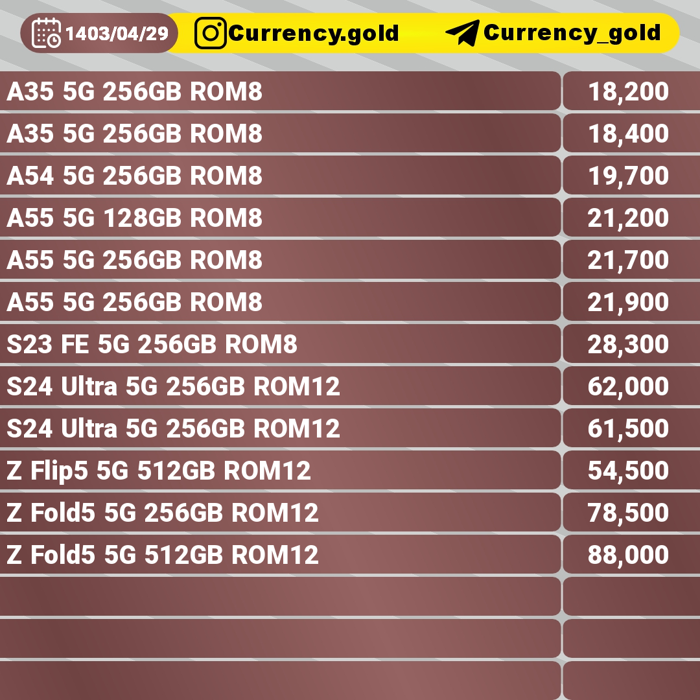 1403/04/29 Currency.gold Currency_gold
A35 5G 256GB ROM8 18,200
A35 5G 256GB ROM8 18,400
A54 5G 256GB ROM8 19,700
A55 5G 128GB ROM8 21,200
A55 5G 256GB ROM8 21,700
A55 5G 256GB ROM8 21,900
S23 FE 5G 256GB ROM8 28,300
S24 Ultra 5G 256GB ROM12 62,000
S24 Ultra 5G 256GB ROM12 61,500
Z Flip5 5G 512GB ROM12 54,500
Z Fold5 5G 256GB ROM12 78,500
Z Fold5 5G 512GB ROM12 88,000